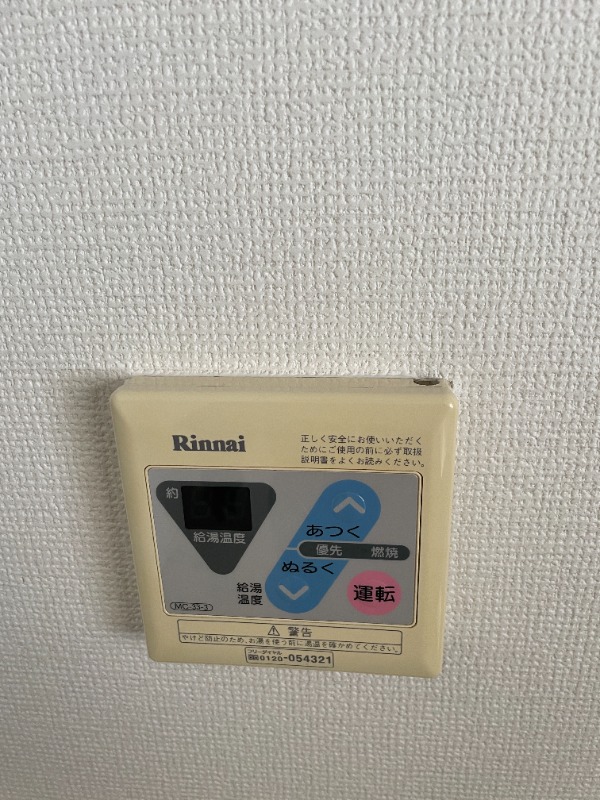 Rinnai
正しく安全にお使いいただく
ためにご使用の前に必ず取扱
説明書をよくお読みください。
約
給湯温度
あつく
優先 燃焼
ぬるく
給湯
温度
運転
MC-33-3
⚠ 警告
やけど防止のため、お湯を使う前に湯温を確かめてください。
フリーダイヤル
0120-054321